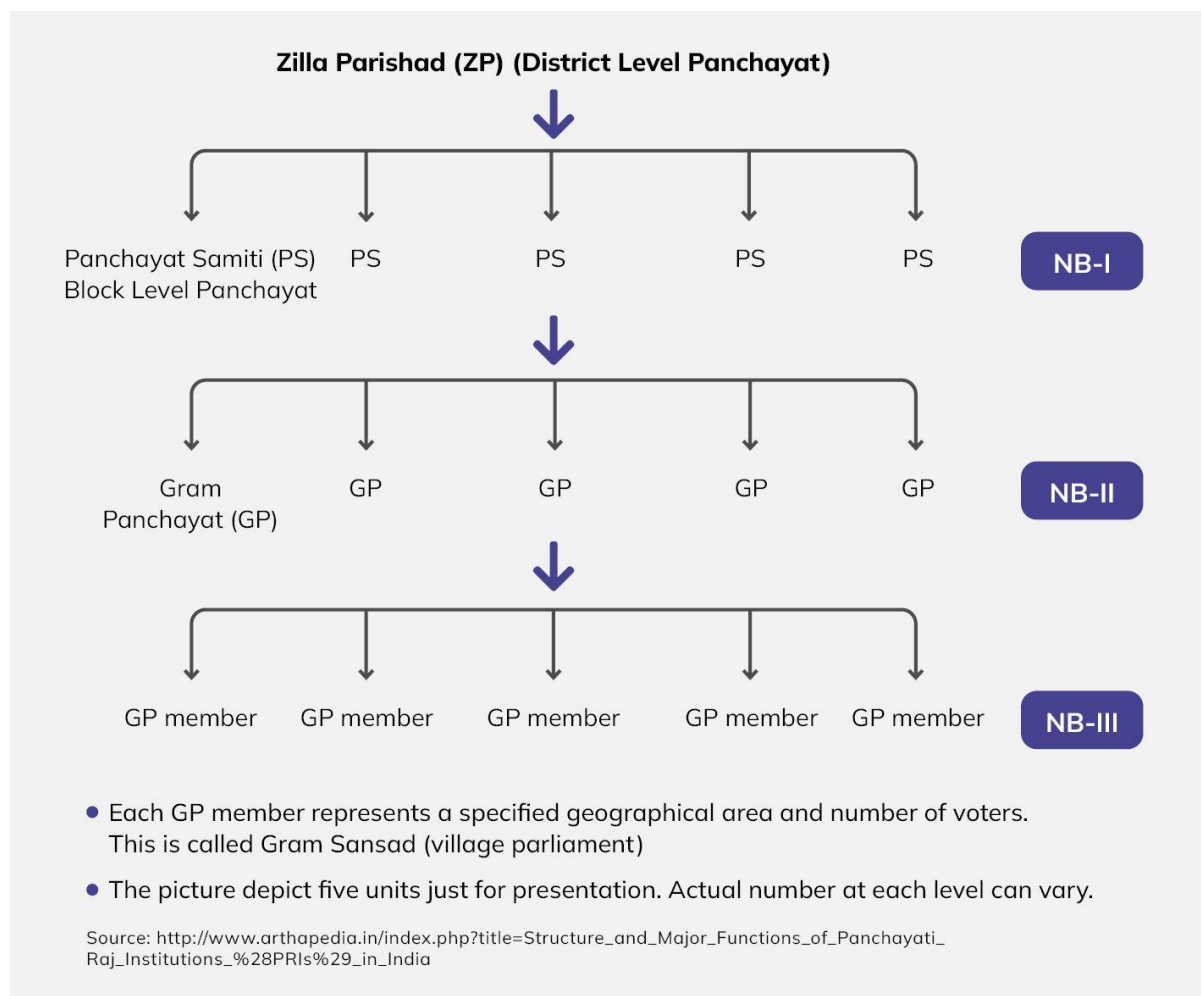 Zilla Parishad (ZP) (District Level Panchayat)
Panchayat Samiti (PS) PS PS PS PS NB-I
Block Level Panchayat
Gram GP GP GP GP NB-II
Panchayat (GP)
GP member GP member GP member GP member GP member NB-III
• Each GP member represents a specified geographical area and number of voters.
This is called Gram Sansad (village parliament)
• The picture depict five units just for presentation. Actual number at each level can vary.
Source: http://www.arthapedia.in/index.php?title=Structure_and_Major_Functions_of_Panchayati_
Raj_Institutions_%28PRIs%29_in_India